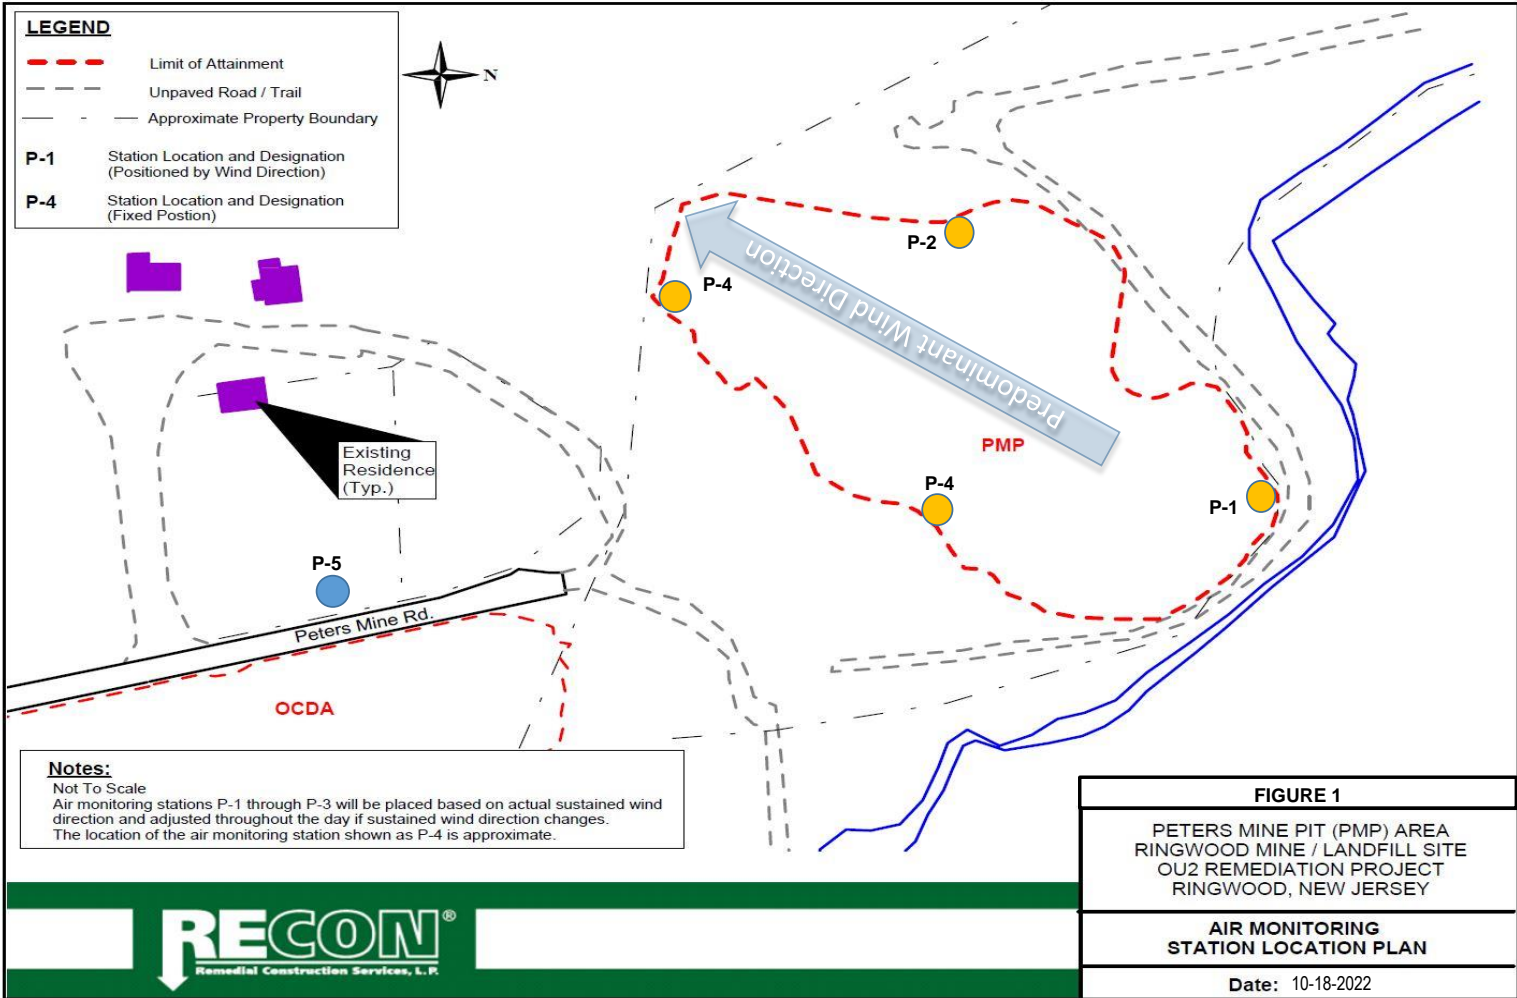 LEGEND
Limit of Attainment
Unpaved Road / Trail
Approximate Property Boundary
P-1 Station Location and Designation
(Positioned by Wind Direction)
P-4 Station Location and Designation
(Fixed Postion)
N
P-2
P-4
Predominant Wind Direction
PMP
P-4
P-1
Existing
Residence
(Typ.)
P-5
Peters Mine Rd.
OCDA
Notes:
Not To Scale
Air monitoring stations P-1 through P-3 will be placed based on actual sustained wind
direction and adjusted throughout the day if sustained wind direction changes.
The location of the air monitoring station shown as P-4 is approximate.
RECON®
Remedial Construction Services, L.P.
FIGURE 1
PETERS MINE PIT (PMP) AREA
RINGWOOD MINE / LANDFILL SITE
OU2 REMEDIATION PROJECT
RINGWOOD, NEW JERSEY
AIR MONITORING
STATION LOCATION PLAN
Date: 10-18-2022